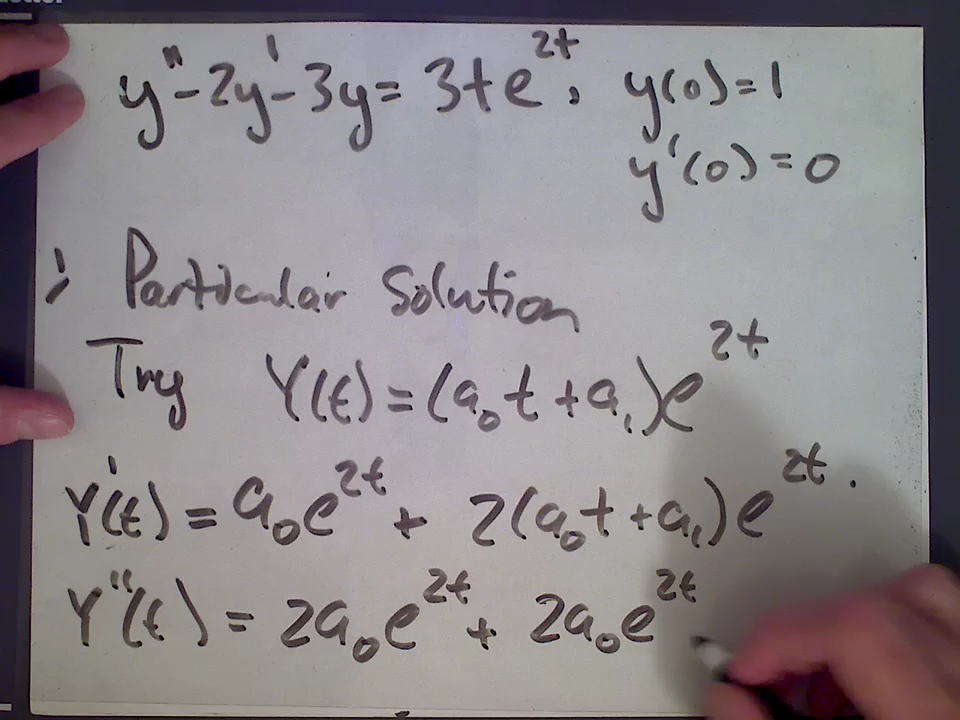 y'' - 2y' - 3y = 3te^{2t}, y(0) = 1
y'(0) = 0
Particular Solution
Try Y(t) = (a₀t + a₁)e^{2t}
Y'(t) = a₀e^{2t} + 2(a₀t + a₁)e^{2t}.
Y''(t) = 2a₀e^{2t} + 2a₀e^{2t}